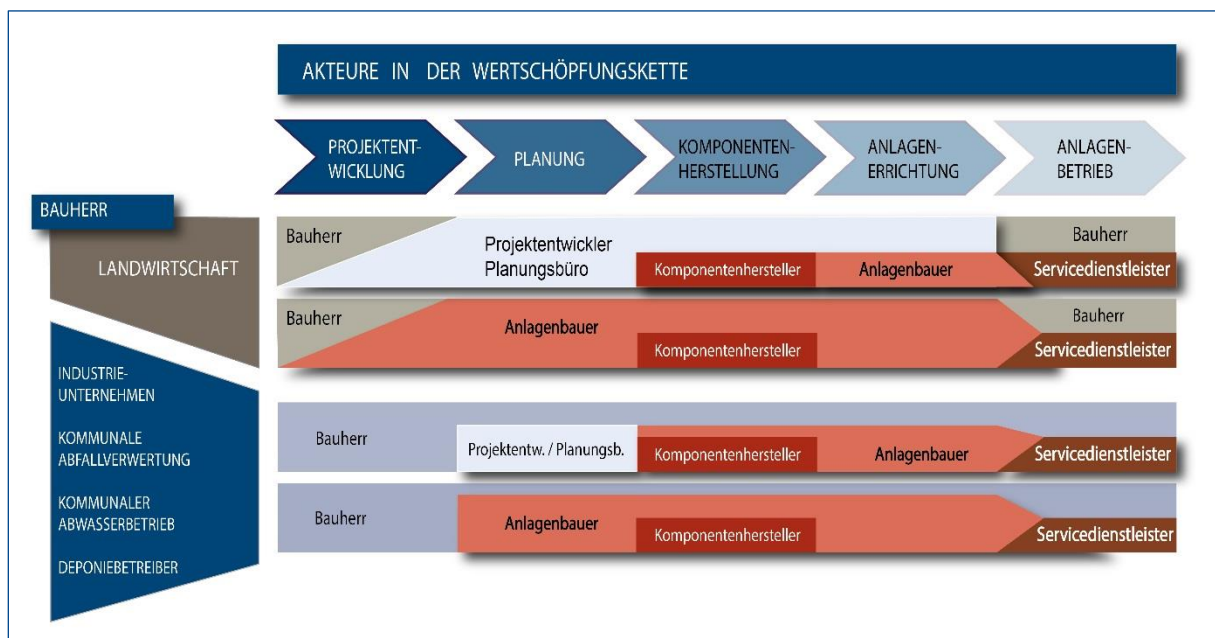 AKTEURE IN DER WERTSCHÖPFUNGSKETTE
PROJEKTENT-
WICKLUNG
PLANUNG
KOMPONENTEN-
HERSTELLUNG
ANLAGEN-
ERRICHTUNG
ANLAGEN-
BETRIEB
BAUHERR
LANDWIRTSCHAFT
Bauherr
Projektentwickler
Planungsbüro
Komponentenhersteller
Anlagenbauer
Bauherr
Servicedienstleister
Bauherr
Anlagenbauer
Komponentenhersteller
Bauherr
Servicedienstleister
INDUSTRIE-
UNTERNEHMEN
KOMMUNALE
ABFALLVERWERTUNG
KOMMUNALER
ABWASSERBETRIEB
DEPONIEBETREIBER
Bauherr
Projektentw. / Planungsb.
Komponentenhersteller
Anlagenbauer
Servicedienstleister
Bauherr
Anlagenbauer
Komponentenhersteller
Servicedienstleister